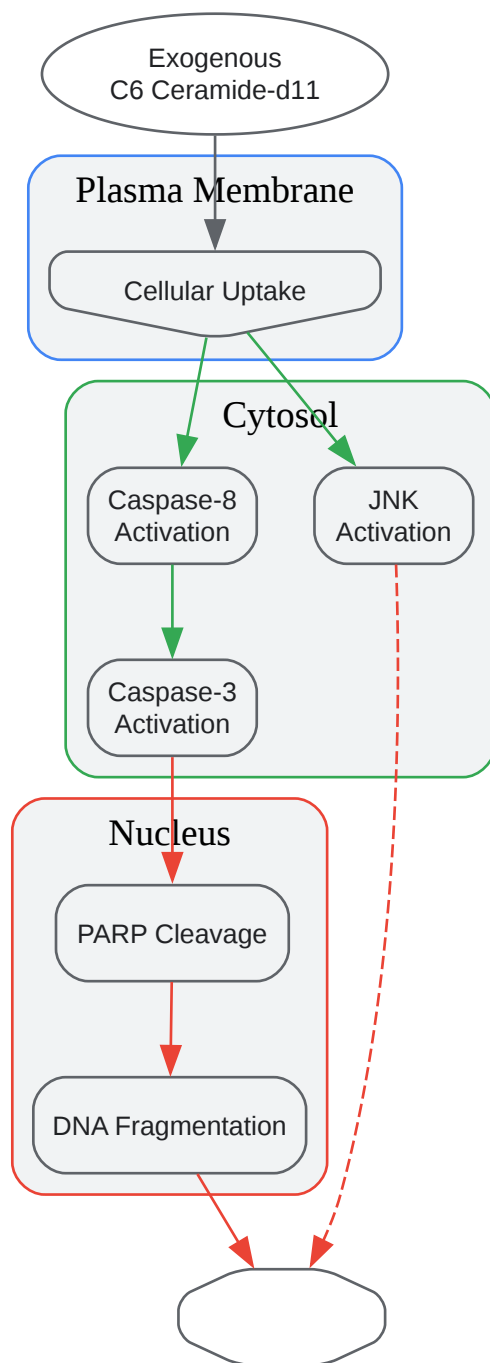 Exogenous
C6 Ceramide-d11
Plasma Membrane
Cellular Uptake
Cytosol
Caspase-8
Activation
JNK
Activation
Caspase-3
Activation
Nucleus
PARP Cleavage
DNA Fragmentation